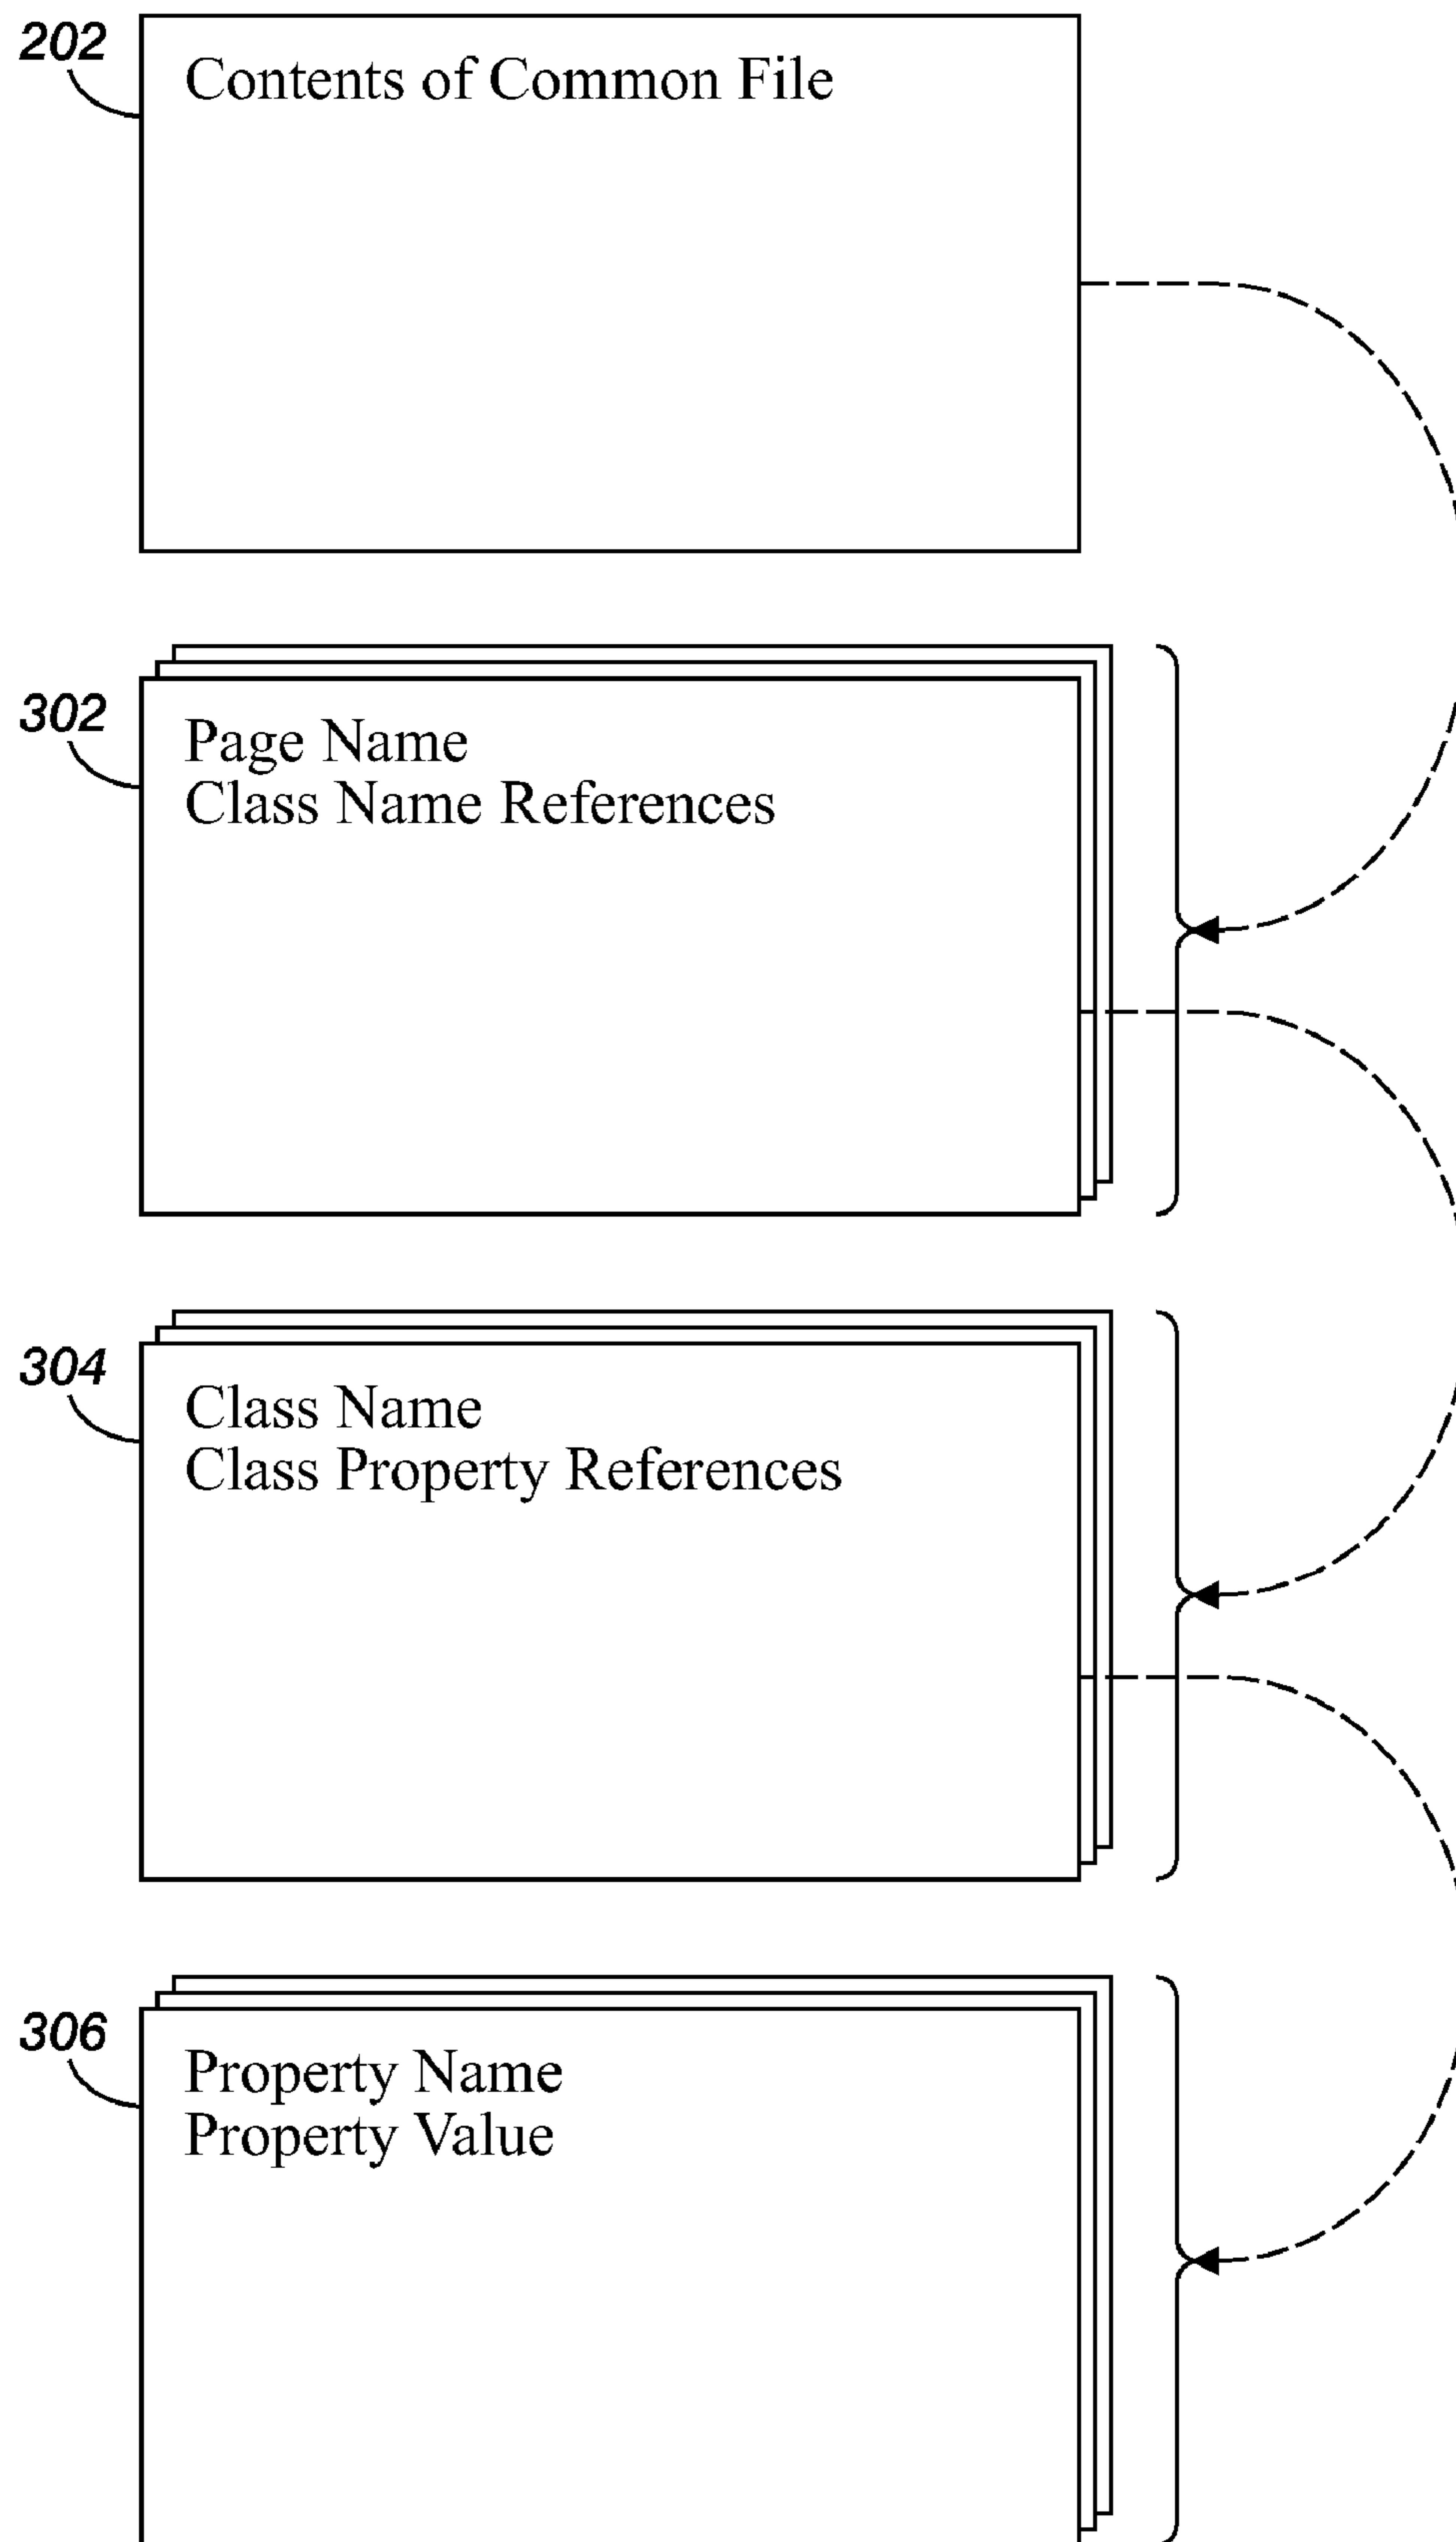 202
Contents of Common File
302
Page Name
Class Name References
304
Class Name
Class Property References
306
Property Name
Property Value